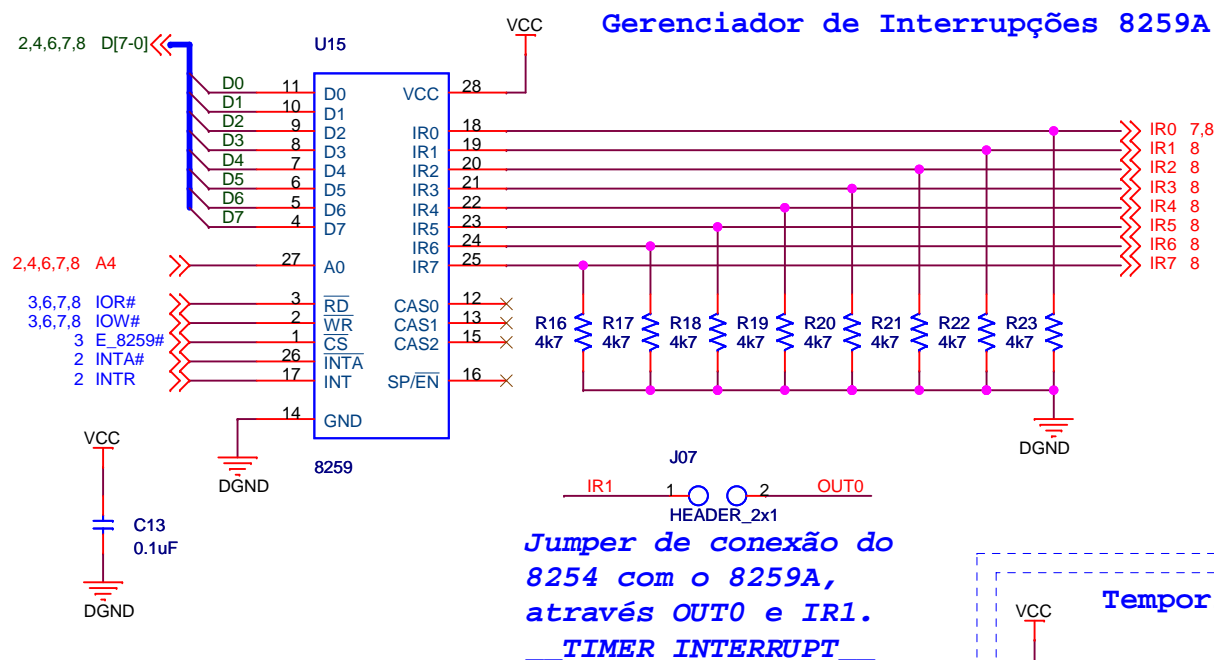 Gerenciador de Interrupções 8259A
2,4,6,7,8 D[7-0]
U15
VCC
D0 11 D0 VCC 28
D1 10 D1
D2 9 D2 IR0 18 IR0 7,8
D3 8 D3 IR1 19 IR1 8
D4 7 D4 IR2 20 IR2 8
D5 6 D5 IR3 21 IR3 8
D6 5 D6 IR4 22 IR4 8
D7 4 D7 IR5 23 IR5 8
IR6 24 IR6 8
2,4,6,7,8 A4 27 A0 IR7 25 IR7 8
3,6,7,8 IOR# 3 RD CAS0 12
3,6,7,8 IOW# 2 WR CAS1 13
3 E_8259# 1 CS CAS2 15
2 INTA# 26 INTA
2 INTR 17 INT SP/EN 16
R16 R17 R18 R19 R20 R21 R22 R23
4k7 4k7 4k7 4k7 4k7 4k7 4k7 4k7
14 GND
DGND
8259
DGND
VCC
C13
0.1uF
DGND
J07
IR1 1 2 OUT0
HEADER_2x1
Jumper de conexão do
8254 com o 8259A,
através OUT0 e IR1.
__TIMER INTERRUPT__
Tempor
VCC